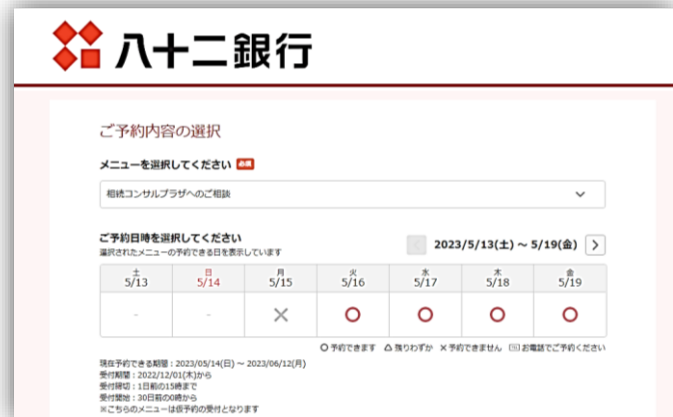 八十二銀行
ご予約内容の選択
メニューを選択してください 必須
相続コンサルプラザへのご相談
ご予約日時を選択してください
選択されたメニューの予約できる日を表示しています
2023/5/13(土) ~ 5/19(金)
土 日 月 火 水 木 金
5/13 5/14 5/15 5/16 5/17 5/18 5/19
- - × ○ ○ ○ ○
○ 予約できます △ 残りわずか × 予約できません TEL お電話でご予約ください
現在予約できる期間:2023/05/14(日) ~ 2023/06/12(月)
受付期間:2022/12/01(木)から
受付締切:1日前の15時まで
受付開始:30日前の0時から
※こちらのメニューは仮予約の受付となります